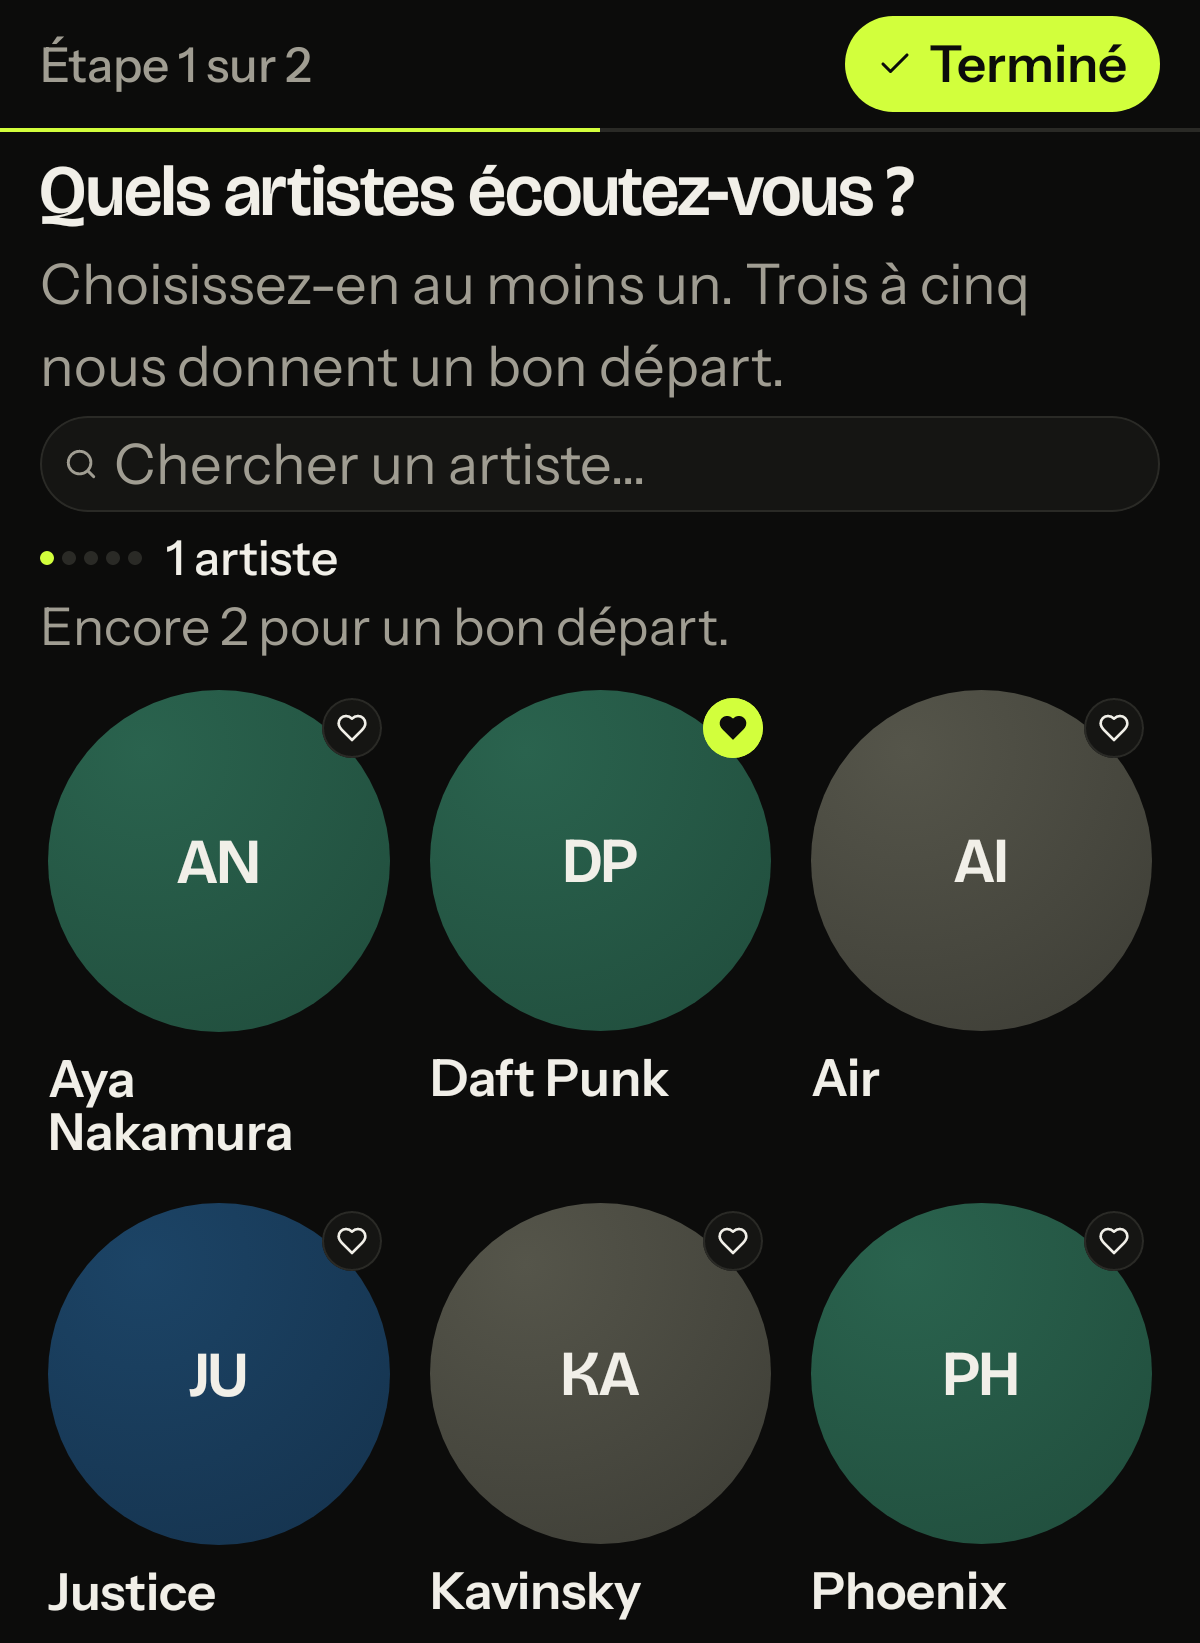 Étape 1 sur 2
Terminé
Quels artistes écoutez-vous ?
Choisissez-en au moins un. Trois à cinq
nous donnent un bon départ.
Chercher un artiste...
1 artiste
Encore 2 pour un bon départ.
AN
DP
AI
Aya
Nakamura
Daft Punk
Air
JU
KA
PH
Justice
Kavinsky
Phoenix